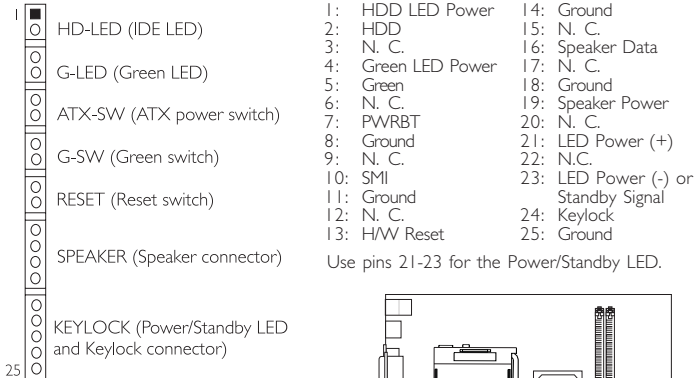 1
HD-LED (IDE LED)
G-LED (Green LED)
ATX-SW (ATX power switch)
G-SW (Green switch)
RESET (Reset switch)
SPEAKER (Speaker connector)
KEYLOCK (Power/Standby LED
and Keylock connector)
25
1: HDD LED Power
2: HDD
3: N. C.
4: Green LED Power
5: Green
6: N. C.
7: PWRBT
8: Ground
9: N. C.
10: SMI
11: Ground
12: N. C.
13: H/W Reset
14: Ground
15: N. C.
16: Speaker Data
17: N. C.
18: Ground
19: Speaker Power
20: N. C.
21: LED Power (+)
22: N.C.
23: LED Power (-) or
Standby Signal
24: Keylock
25: Ground
Use pins 21-23 for the Power/Standby LED.